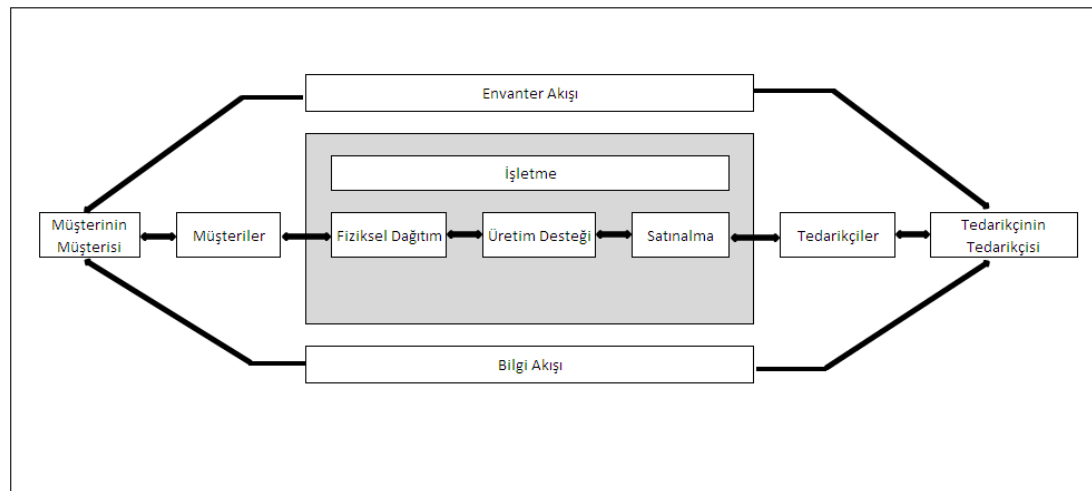 Envanter Akışı
İşletme
Müşterinin
Müşterisi
Müşteriler
Fiziksel Dağıtım
Üretim Desteği
Satınalma
Tedarikçiler
Tedarikçinin
Tedarikçisi
Bilgi Akışı